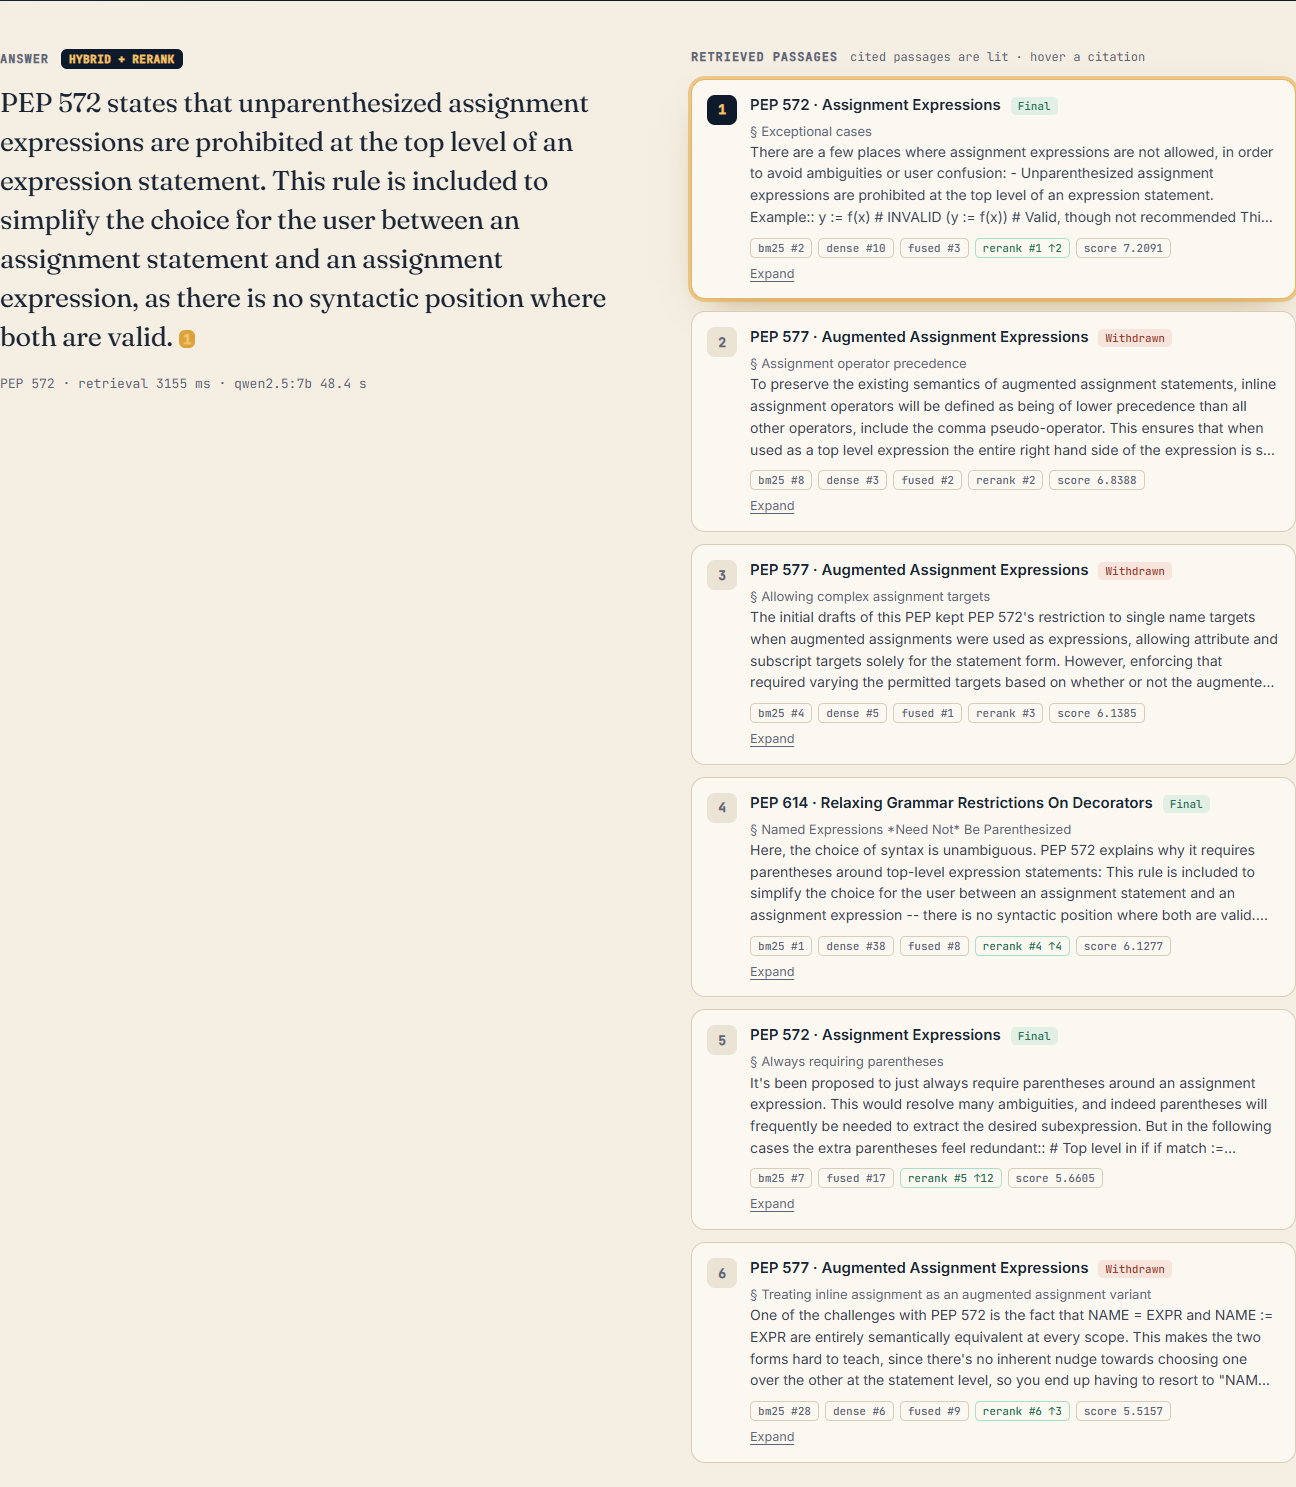 ANSWER HYBRID + RERANK
PEP 572 states that unparenthesized assignment
expressions are prohibited at the top level of an
expression statement. This rule is included to
simplify the choice for the user between an
assignment statement and an assignment
expression, as there is no syntactic position where
both are valid. 1
PEP 572 · retrieval 3155 ms · qwen2.5:7b 48.4 s
RETRIEVED PASSAGES cited passages are lit · hover a citation
1 PEP 572 · Assignment Expressions Final
§ Exceptional cases
There are a few places where assignment expressions are not allowed, in order
to avoid ambiguities or user confusion: - Unparenthesized assignment
expressions are prohibited at the top level of an expression statement.
Example:: y := f(x) # INVALID (y := f(x)) # Valid, though not recommended Thi...
bm25 #2 dense #10 fused #3 rerank #1 ↑2 score 7.2091
Expand
2 PEP 577 · Augmented Assignment Expressions Withdrawn
§ Assignment operator precedence
To preserve the existing semantics of augmented assignment statements, inline
assignment operators will be defined as being of lower precedence than all
other operators, include the comma pseudo-operator. This ensures that when
used as a top level expression the entire right hand side of the expression is s...
bm25 #8 dense #3 fused #2 rerank #2 score 6.8388
Expand
3 PEP 577 · Augmented Assignment Expressions Withdrawn
§ Allowing complex assignment targets
The initial drafts of this PEP kept PEP 572's restriction to single name targets
when augmented assignments were used as expressions, allowing attribute and
subscript targets solely for the statement form. However, enforcing that
required varying the permitted targets based on whether or not the augmente...
bm25 #4 dense #5 fused #1 rerank #3 score 6.1385
Expand
4 PEP 614 · Relaxing Grammar Restrictions On Decorators Final
§ Named Expressions *Need Not* Be Parenthesized
Here, the choice of syntax is unambiguous. PEP 572 explains why it requires
parentheses around top-level expression statements: This rule is included to
simplify the choice for the user between an assignment statement and an
assignment expression -- there is no syntactic position where both are valid....
bm25 #1 dense #38 fused #8 rerank #4 ↑4 score 6.1277
Expand
5 PEP 572 · Assignment Expressions Final
§ Always requiring parentheses
It's been proposed to just always require parentheses around an assignment
expression. This would resolve many ambiguities, and indeed parentheses will
frequently be needed to extract the desired subexpression. But in the following
cases the extra parentheses feel redundant:: # Top level in if if match :=...
bm25 #7 fused #17 rerank #5 ↑12 score 5.6605
Expand
6 PEP 577 · Augmented Assignment Expressions Withdrawn
§ Treating inline assignment as an augmented assignment variant
One of the challenges with PEP 572 is the fact that NAME = EXPR and NAME :=
EXPR are entirely semantically equivalent at every scope. This makes the two
forms hard to teach, since there's no inherent nudge towards choosing one
over the other at the statement level, so you end up having to resort to "NAM...
bm25 #28 dense #6 fused #9 rerank #6 ↑3 score 5.5157
Expand